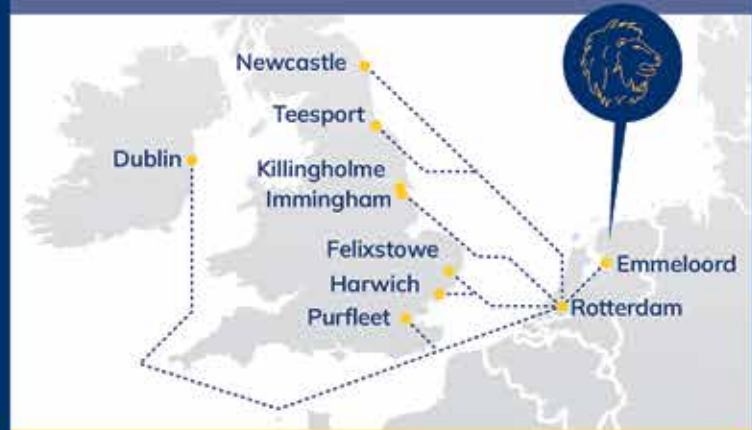 Newcastle
Teesport
Dublin
Killingholme
Immingham
Felixstowe
Harwich
Purfleet
Emmeloord
Rotterdam